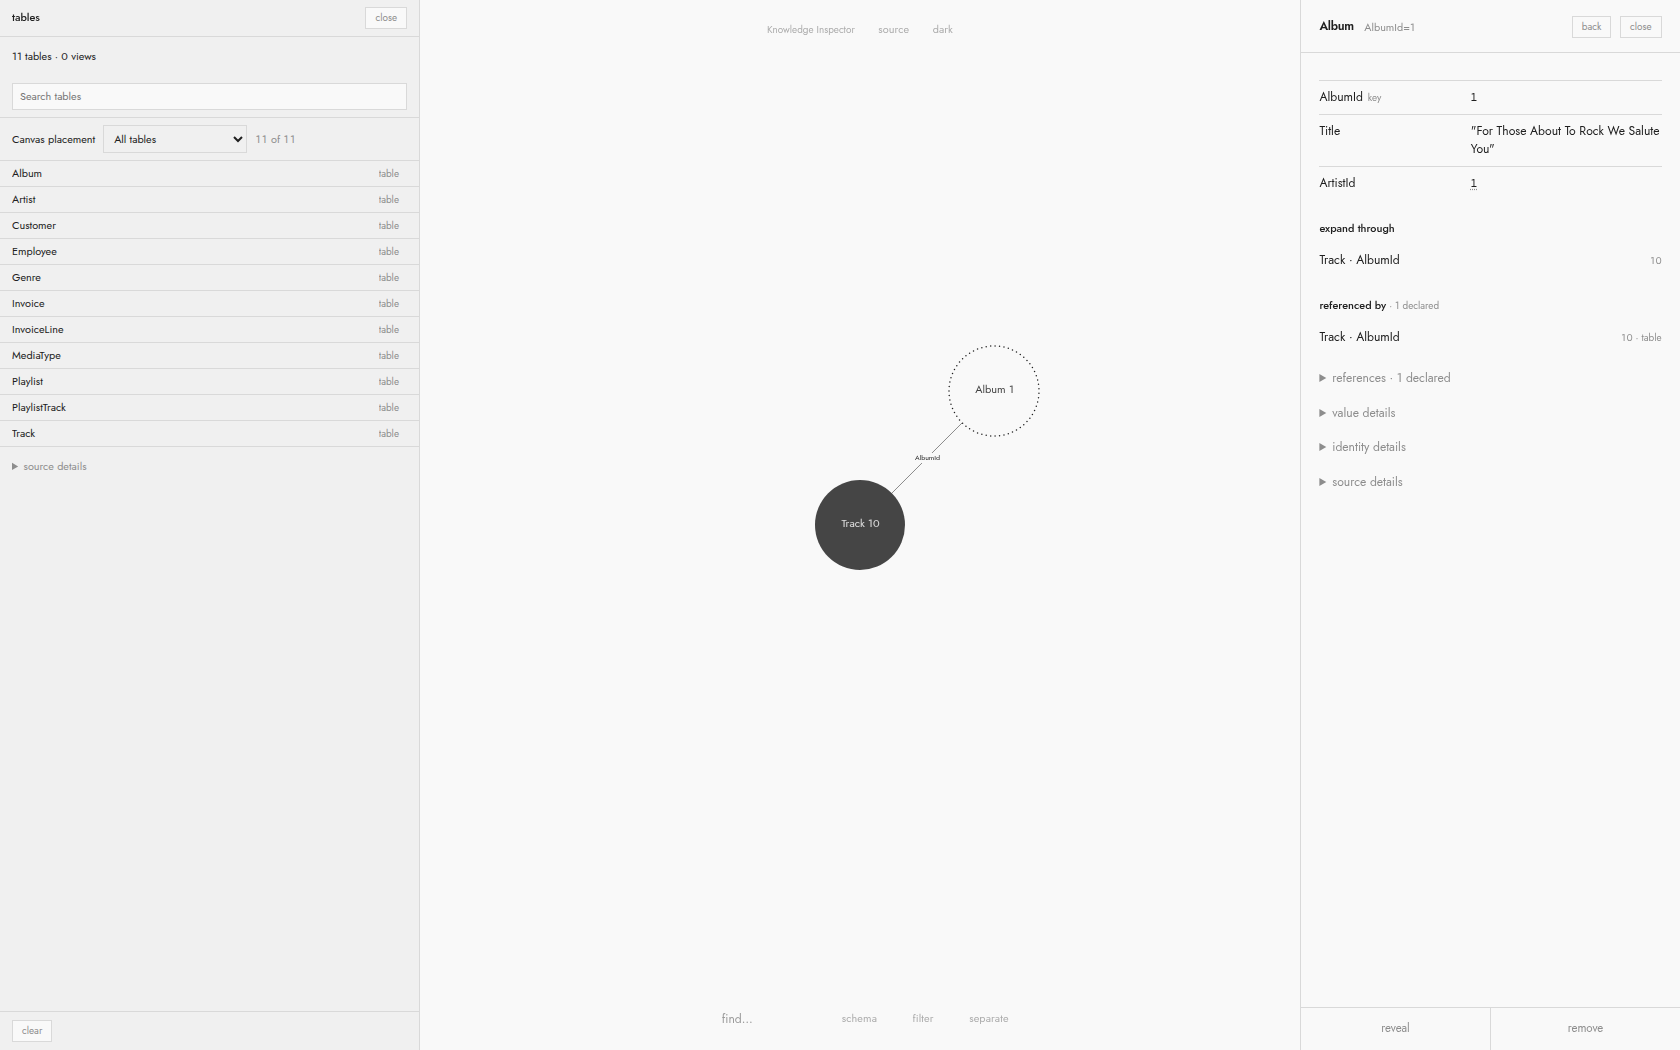 tables
close
11 tables · 0 views
Search tables
Canvas placement All tables 11 of 11
Album table
Artist table
Customer table
Employee table
Genre table
Invoice table
InvoiceLine table
MediaType table
Playlist table
PlaylistTrack table
Track table
source details
clear
Knowledge Inspector source dark
Album 1
AlbumId
Track 10
find... schema filter separate
Album AlbumId=1 back close
AlbumId key 1
Title "For Those About To Rock We Salute
You"
ArtistId 1
expand through
Track · AlbumId 10
referenced by · 1 declared
Track · AlbumId 10 · table
references · 1 declared
value details
identity details
source details
reveal remove